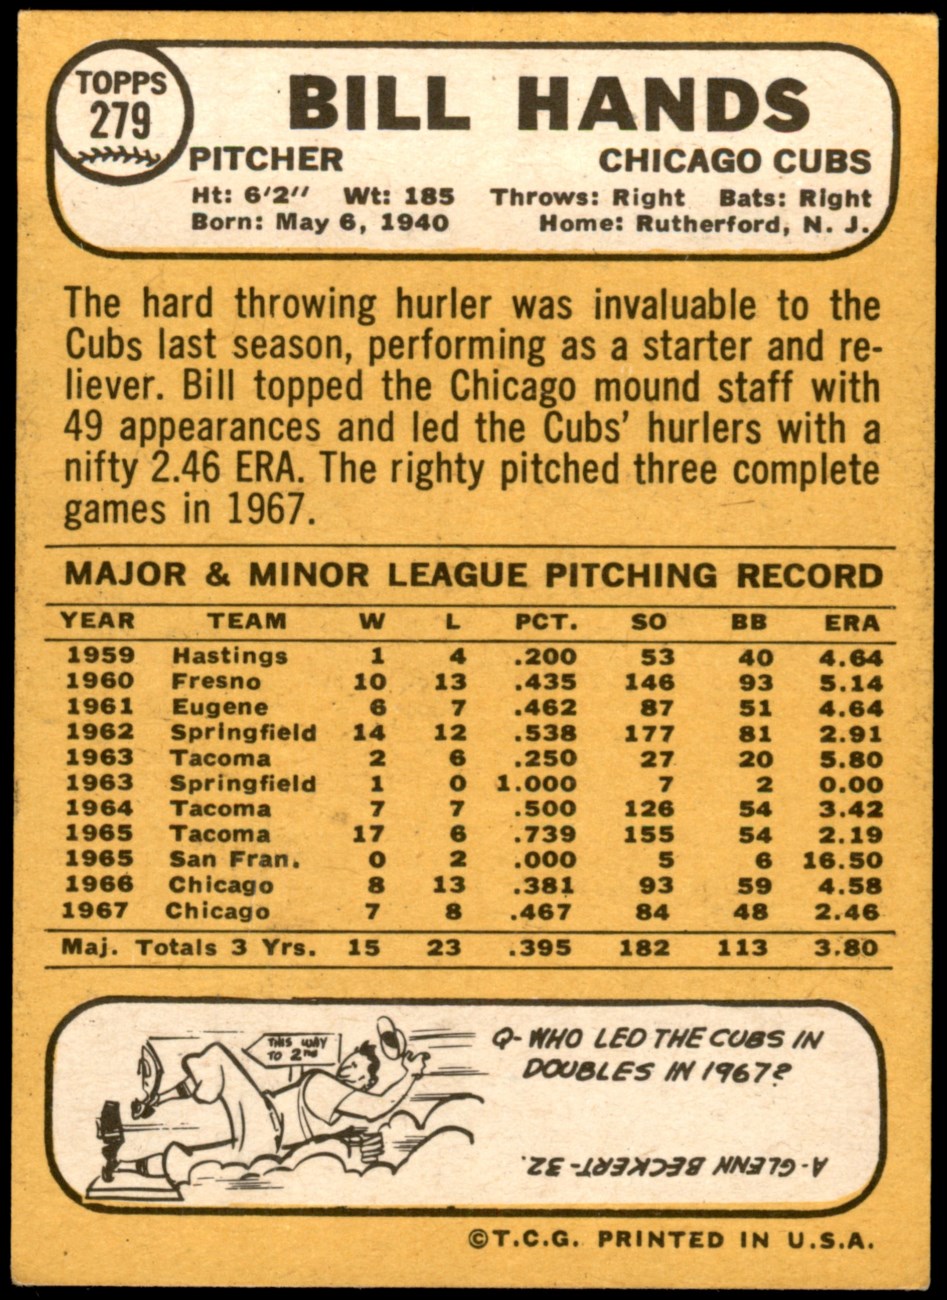 TOPPS
279
BILL HANDS
PITCHER CHICAGO CUBS
Ht: 6'2" Wt: 185 Throws: Right Bats: Right
Born: May 6, 1940 Home: Rutherford, N. J.
The hard throwing hurler was invaluable to the
Cubs last season, performing as a starter and re-
liever. Bill topped the Chicago mound staff with
49 appearances and led the Cubs' hurlers with a
nifty 2.46 ERA. The righty pitched three complete
games in 1967.
MAJOR & MINOR LEAGUE PITCHING RECORD
YEAR TEAM W L PCT. SO BB ERA
1959 Hastings 1 4 .200 53 40 4.64
1960 Fresno 10 13 .435 146 93 5.14
1961 Eugene 6 7 .462 87 51 4.64
1962 Springfield 14 12 .538 177 81 2.91
1963 Tacoma 2 6 .250 27 20 5.80
1963 Springfield 1 0 1.000 7 2 0.00
1964 Tacoma 7 7 .500 126 54 3.42
1965 Tacoma 17 6 .739 155 54 2.19
1965 San Fran. 0 2 .000 5 6 16.50
1966 Chicago 8 13 .381 93 59 4.58
1967 Chicago 7 8 .467 84 48 2.46
Maj. Totals 3 Yrs. 15 23 .395 182 113 3.80
THIS WAY
TO 2ND
Q-WHO LED THE CUBS IN
DOUBLES IN 1967?
A-GLENN BECKERT-32.
©T.C.G. PRINTED IN U.S.A.